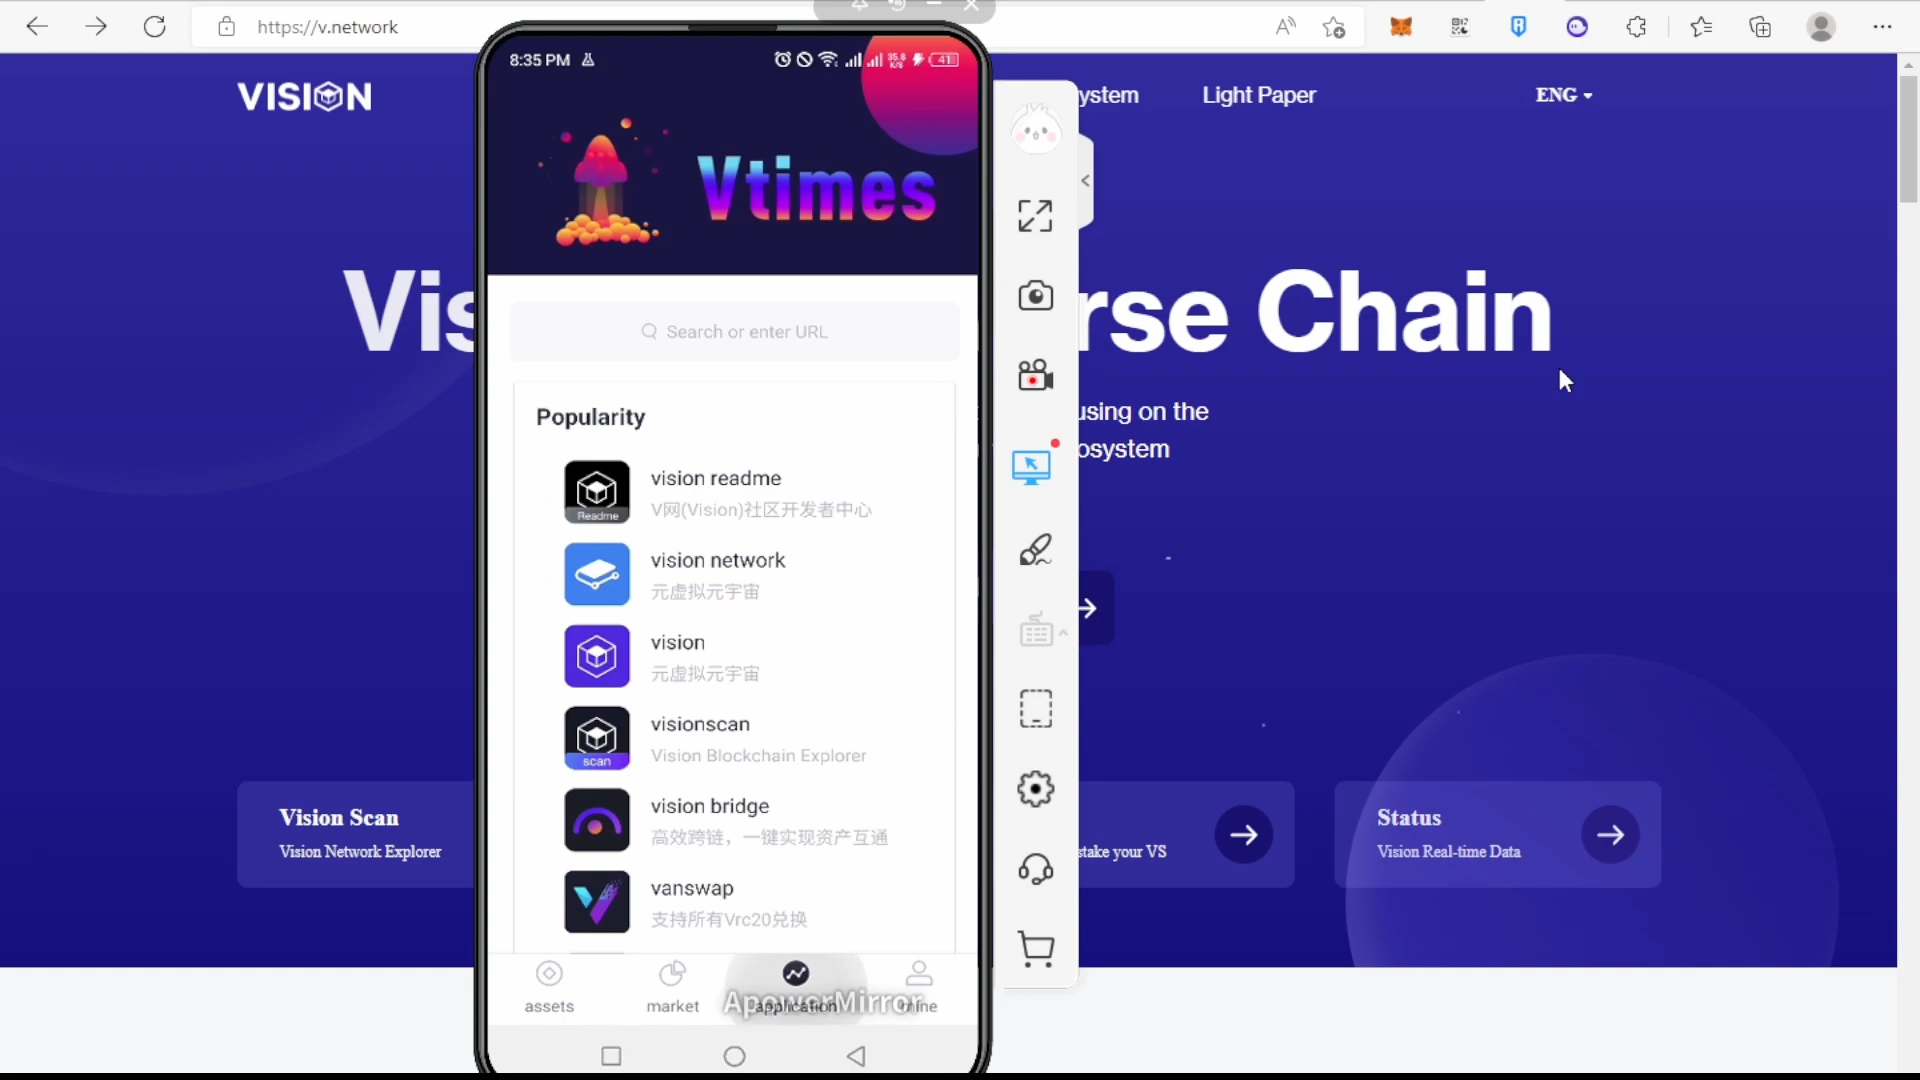 https://v.network
VISION
ystem
Light Paper
ENG
8:35 PM
35.8
K/S
41
Vtimes
Vis
rse Chain
using on the
osystem
Search or enter URL
Popularity
vision readme
Readme
V网(Vision)社区开发者中心
vision network
元虚拟元宇宙
vision
元虚拟元宇宙
visionscan
scan
Vision Blockchain Explorer
vision bridge
高效跨链，一键实现资产互通
vanswap
支持所有Vrc20兑换
Vision Scan
Vision Network Explorer
stake your VS
Status
Vision Real-time Data
assets
market
application
mine
ApowerMirror